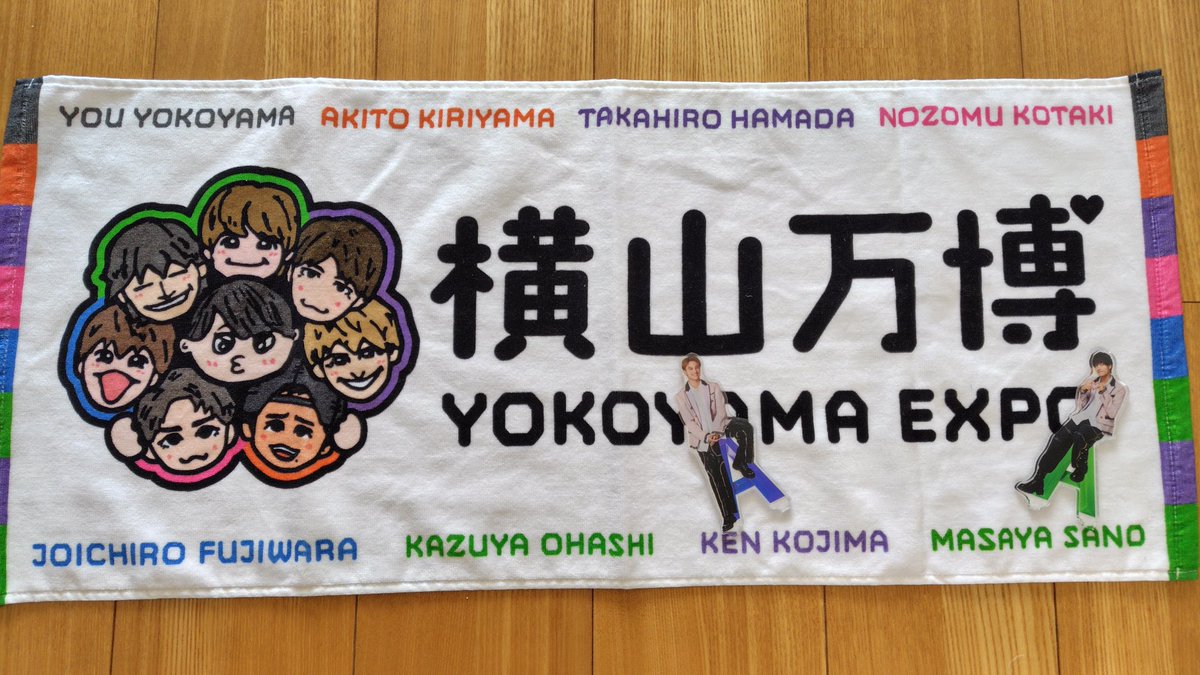 YOU YOKOYAMA AKITO KIRIYAMA TAKAHIRO HAMADA NOZOMU KOTAKI
横山万博
YOKOYAMA EXPO
JOICHIRO FUJIWARA KAZUYA OHASHI KEN KOJIMA MASAYA SANO
A
A